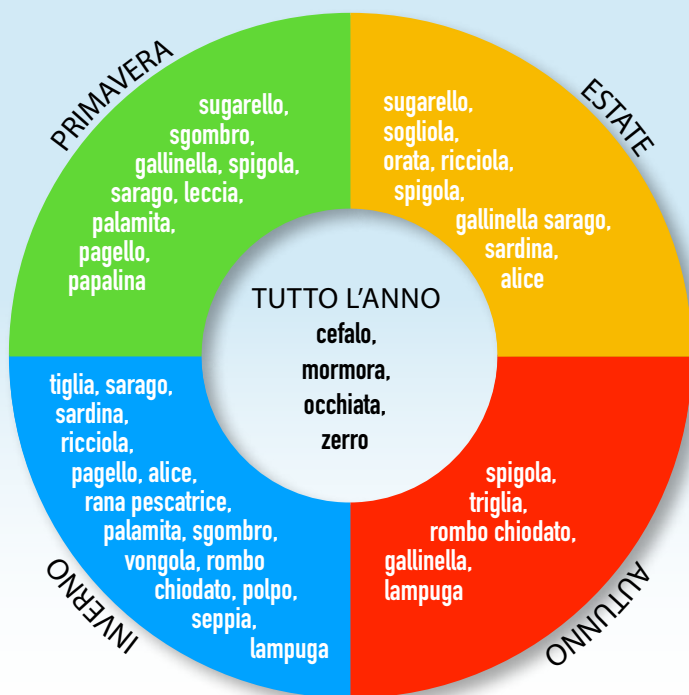 PRIMAVERA
sugarello,
sgombro,
gallinella, spigola,
sarago, leccia,
palamita,
pagello,
papalina
ESTATE
sugarello,
sogliola,
orata, ricciola,
spigola,
gallinella sarago,
sardina,
alice
TUTTO L'ANNO
cefalo,
mormora,
occhiata,
zerro
INVERNO
tiglia, sarago,
sardina,
ricciola,
pagello, alice,
rana pescatrice,
palamita, sgombro,
vongola, rombo
chiodato, polpo,
seppia,
lampuga
AUTUNNO
spigola,
triglia,
rombo chiodato,
gallinella,
lampuga